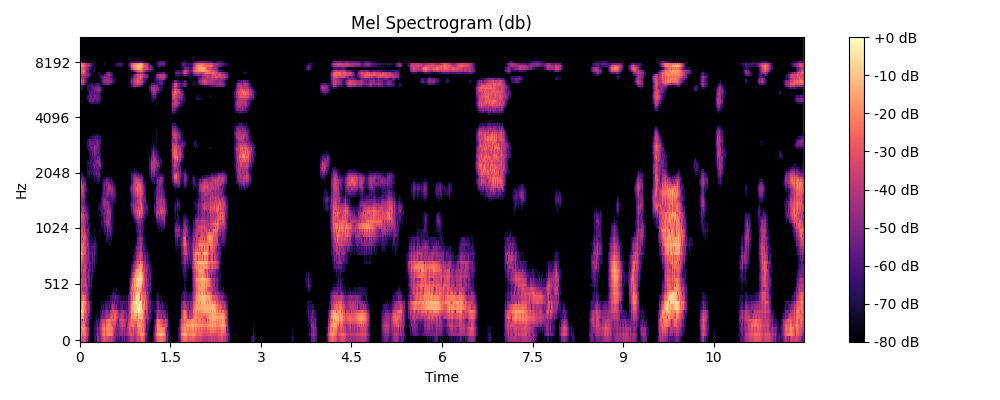 Mel Spectrogram (db)
8192
4096
2048
1024
512
0
Hz
0 1.5 3 4.5 6 7.5 9 10
Time
+0 dB
-10 dB
-20 dB
-30 dB
-40 dB
-50 dB
-60 dB
-70 dB
-80 dB